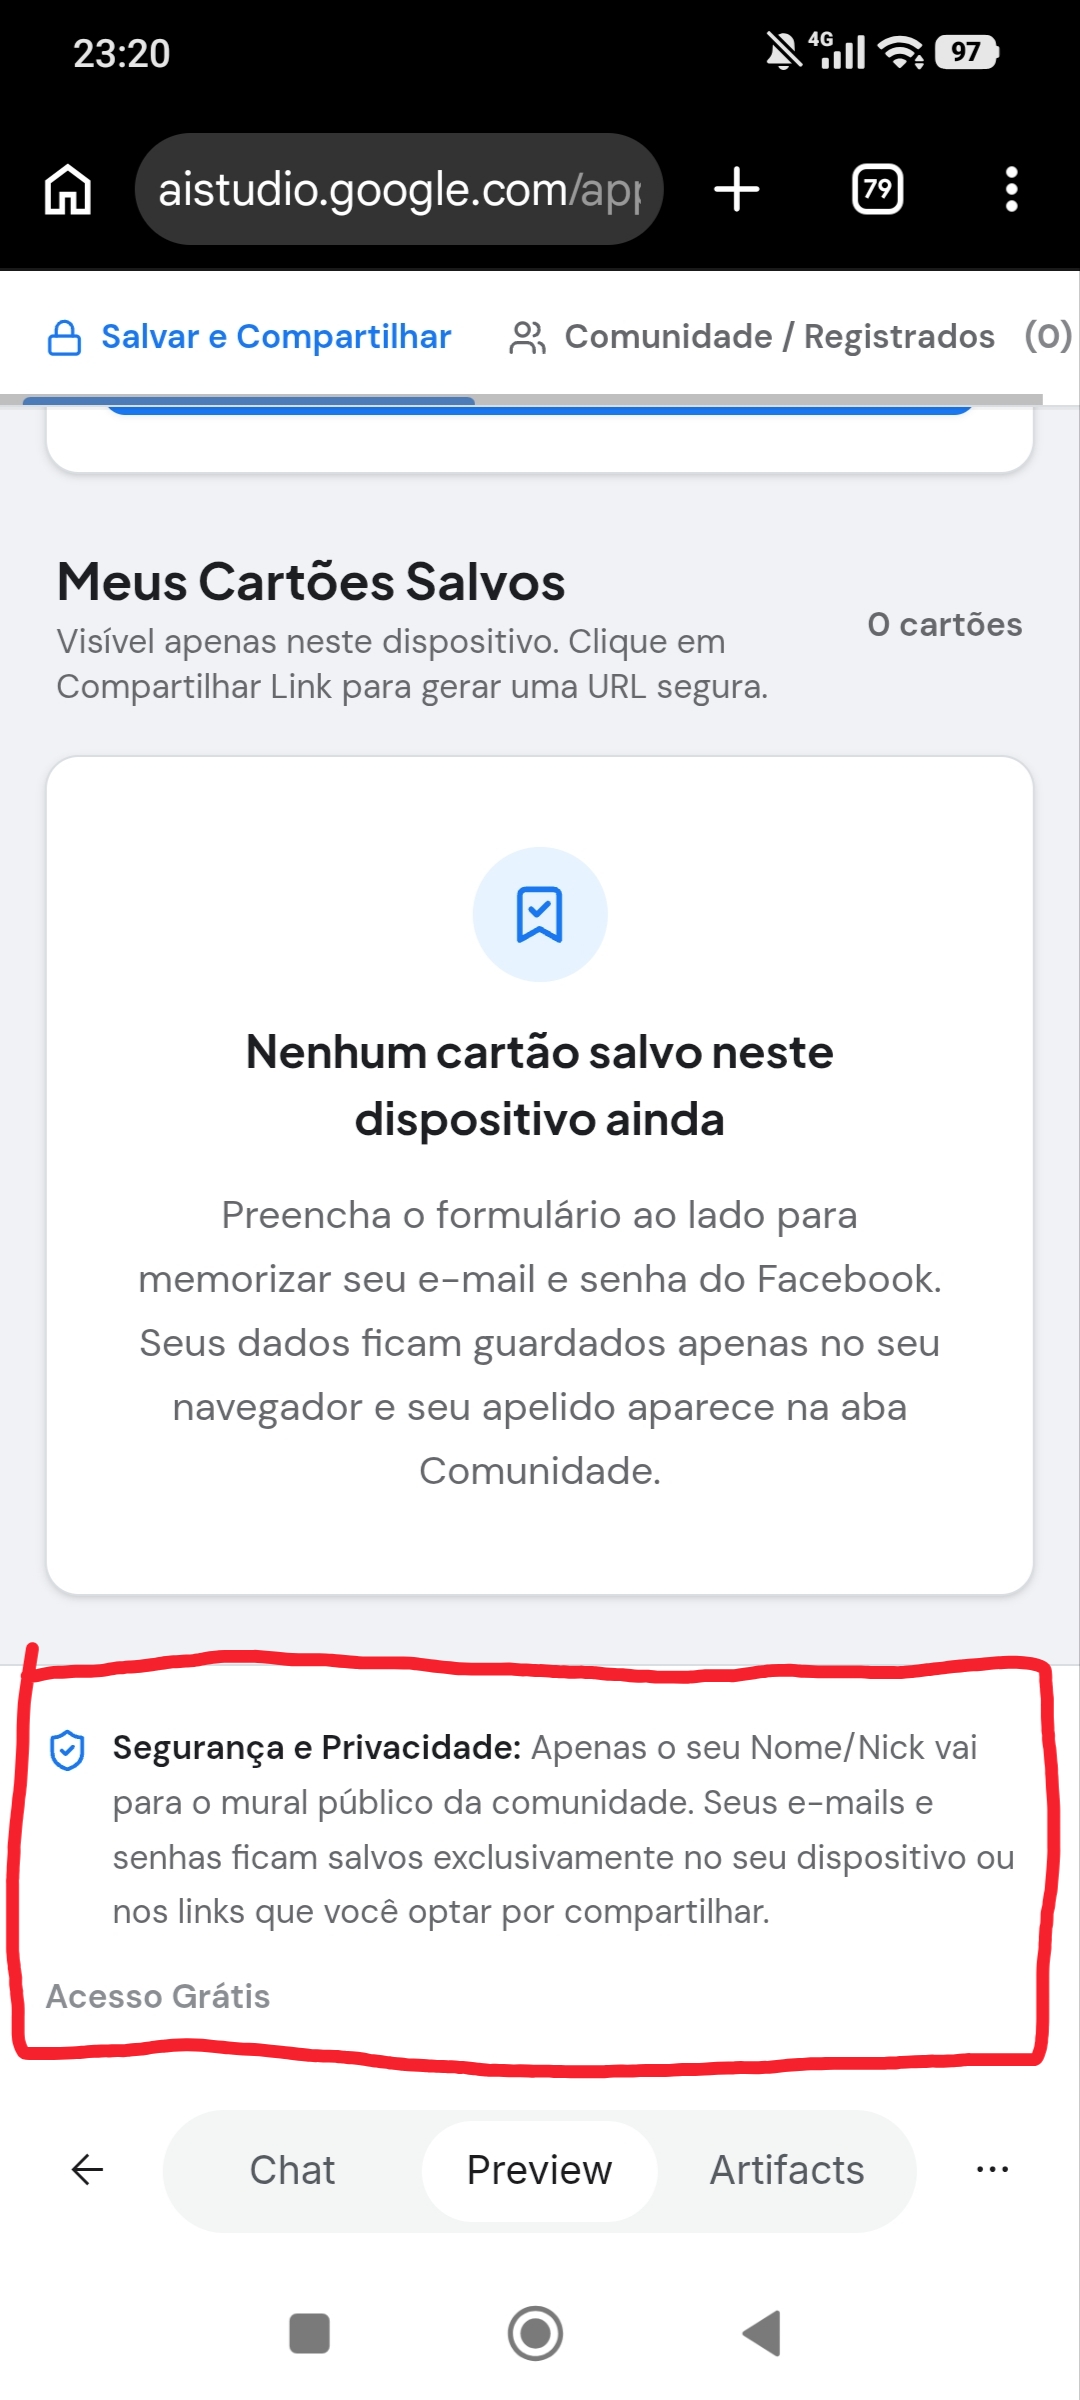 23:20
4G
97
aistudio.google.com/app
79
Salvar e Compartilhar
Comunidade / Registrados (0)
Meus Cartões Salvos
Visível apenas neste dispositivo. Clique em
Compartilhar Link para gerar uma URL segura.
0 cartões
Nenhum cartão salvo neste
dispositivo ainda
Preencha o formulário ao lado para
memorizar seu e-mail e senha do Facebook.
Seus dados ficam guardados apenas no seu
navegador e seu apelido aparece na aba
Comunidade.
Segurança e Privacidade: Apenas o seu Nome/Nick vai
para o mural público da comunidade. Seus e-mails e
senhas ficam salvos exclusivamente no seu dispositivo ou
nos links que você optar por compartilhar.
Acesso Grátis
Chat
Preview
Artifacts